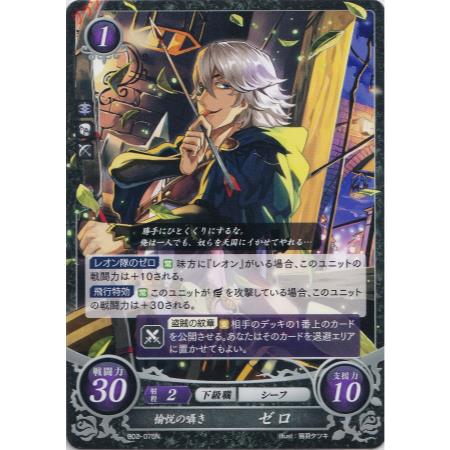 1
勝手にひとくくりにするな。
俺は一人でも、奴らを天国にイかせてやれる…
レオン隊のゼロ 常 味方に『レオン』がいる場合、このユニットの
戦闘力は+10される。
飛行特効 常 このユニットが を攻撃している場合、このユニッ
トの戦闘力は+30される。
盗賊の紋章 支 相手のデッキの1番上のカード
を公開させる。あなたはそのカードを退避エリア
に置かせてもよい。
戦闘力 30 射程 2 下級職 シーフ 支援力 10
愉悦の囁き ゼロ
B02-075N